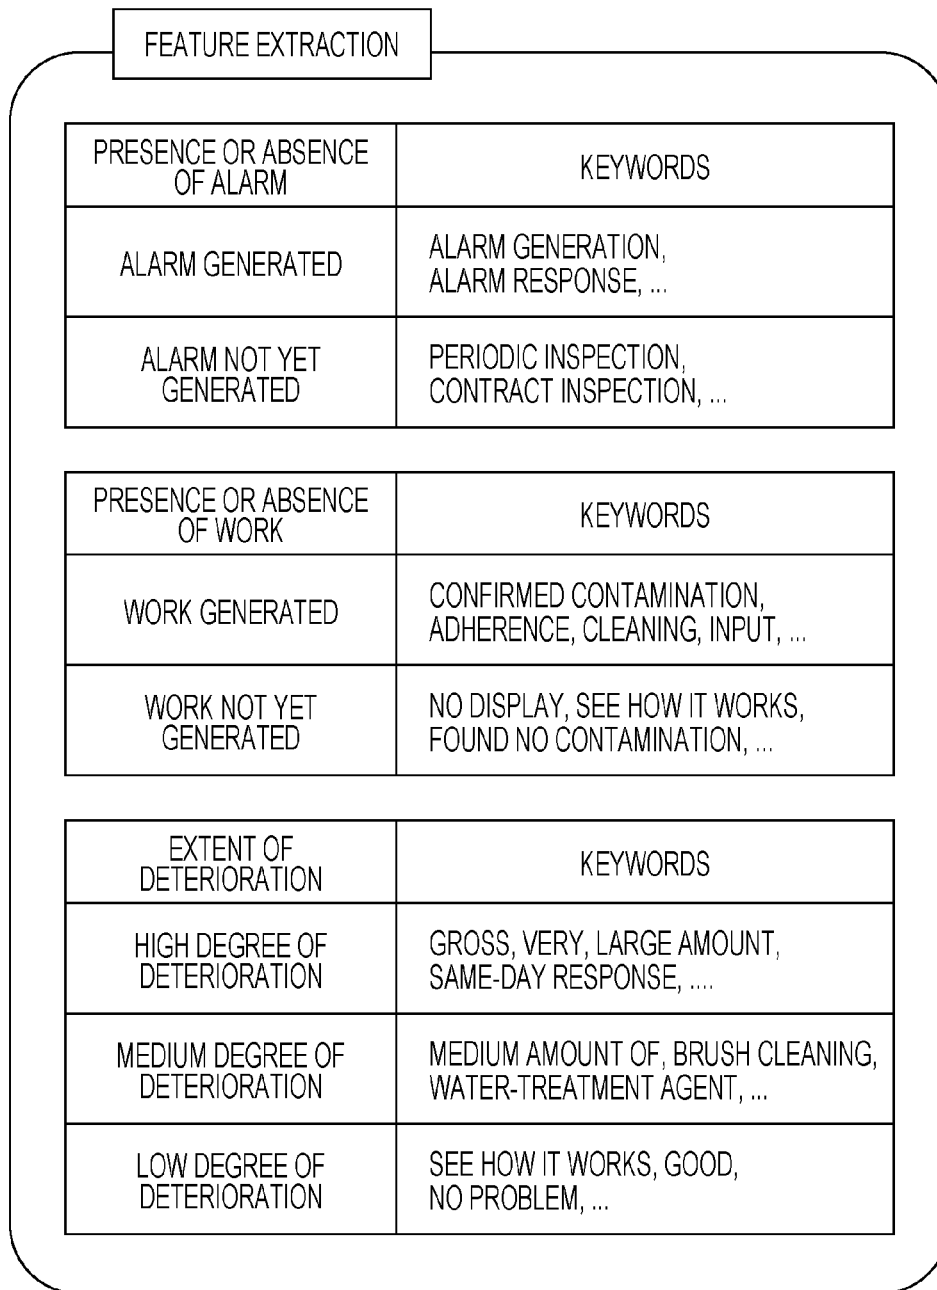 FEATURE EXTRACTION
PRESENCE OR ABSENCE
OF ALARM
KEYWORDS
ALARM GENERATED
ALARM GENERATION,
ALARM RESPONSE, ...
ALARM NOT YET
GENERATED
PERIODIC INSPECTION,
CONTRACT INSPECTION, ...
PRESENCE OR ABSENCE
OF WORK
KEYWORDS
WORK GENERATED
CONFIRMED CONTAMINATION,
ADHERENCE, CLEANING, INPUT, ...
WORK NOT YET
GENERATED
NO DISPLAY, SEE HOW IT WORKS,
FOUND NO CONTAMINATION, ...
EXTENT OF
DETERIORATION
KEYWORDS
HIGH DEGREE OF
DETERIORATION
GROSS, VERY, LARGE AMOUNT,
SAME-DAY RESPONSE, ....
MEDIUM DEGREE OF
DETERIORATION
MEDIUM AMOUNT OF, BRUSH CLEANING,
WATER-TREATMENT AGENT, ...
LOW DEGREE OF
DETERIORATION
SEE HOW IT WORKS, GOOD,
NO PROBLEM, ...